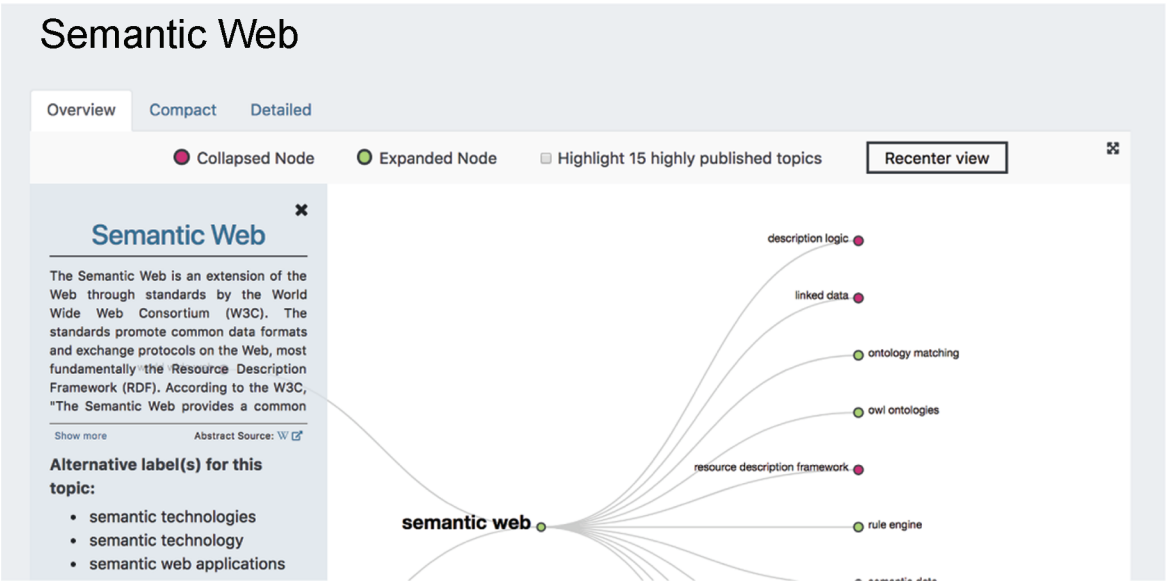 Semantic Web
Overview Compact Detailed
Collapsed Node Expanded Node Highlight 15 highly published topics Recenter view
Semantic Web
The Semantic Web is an extension of the
Web through standards by the World
Wide Web Consortium (W3C). The
standards promote common data formats
and exchange protocols on the Web, most
fundamentally the Resource Description
Framework (RDF). According to the W3C,
"The Semantic Web provides a common
Show more Abstract Source: W
Alternative label(s) for this
topic:
• semantic technologies
• semantic technology
• semantic web applications
semantic web
description logic
linked data
ontology matching
owl ontologies
resource description framework
rule engine
semantic data